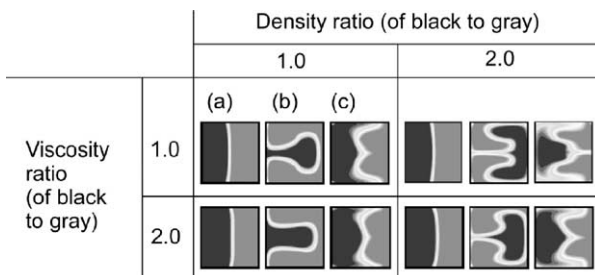 Density ratio (of black to gray)
1.0 2.0
(a) (b) (c)
Viscosity
ratio
(of black
to gray)
1.0
2.0